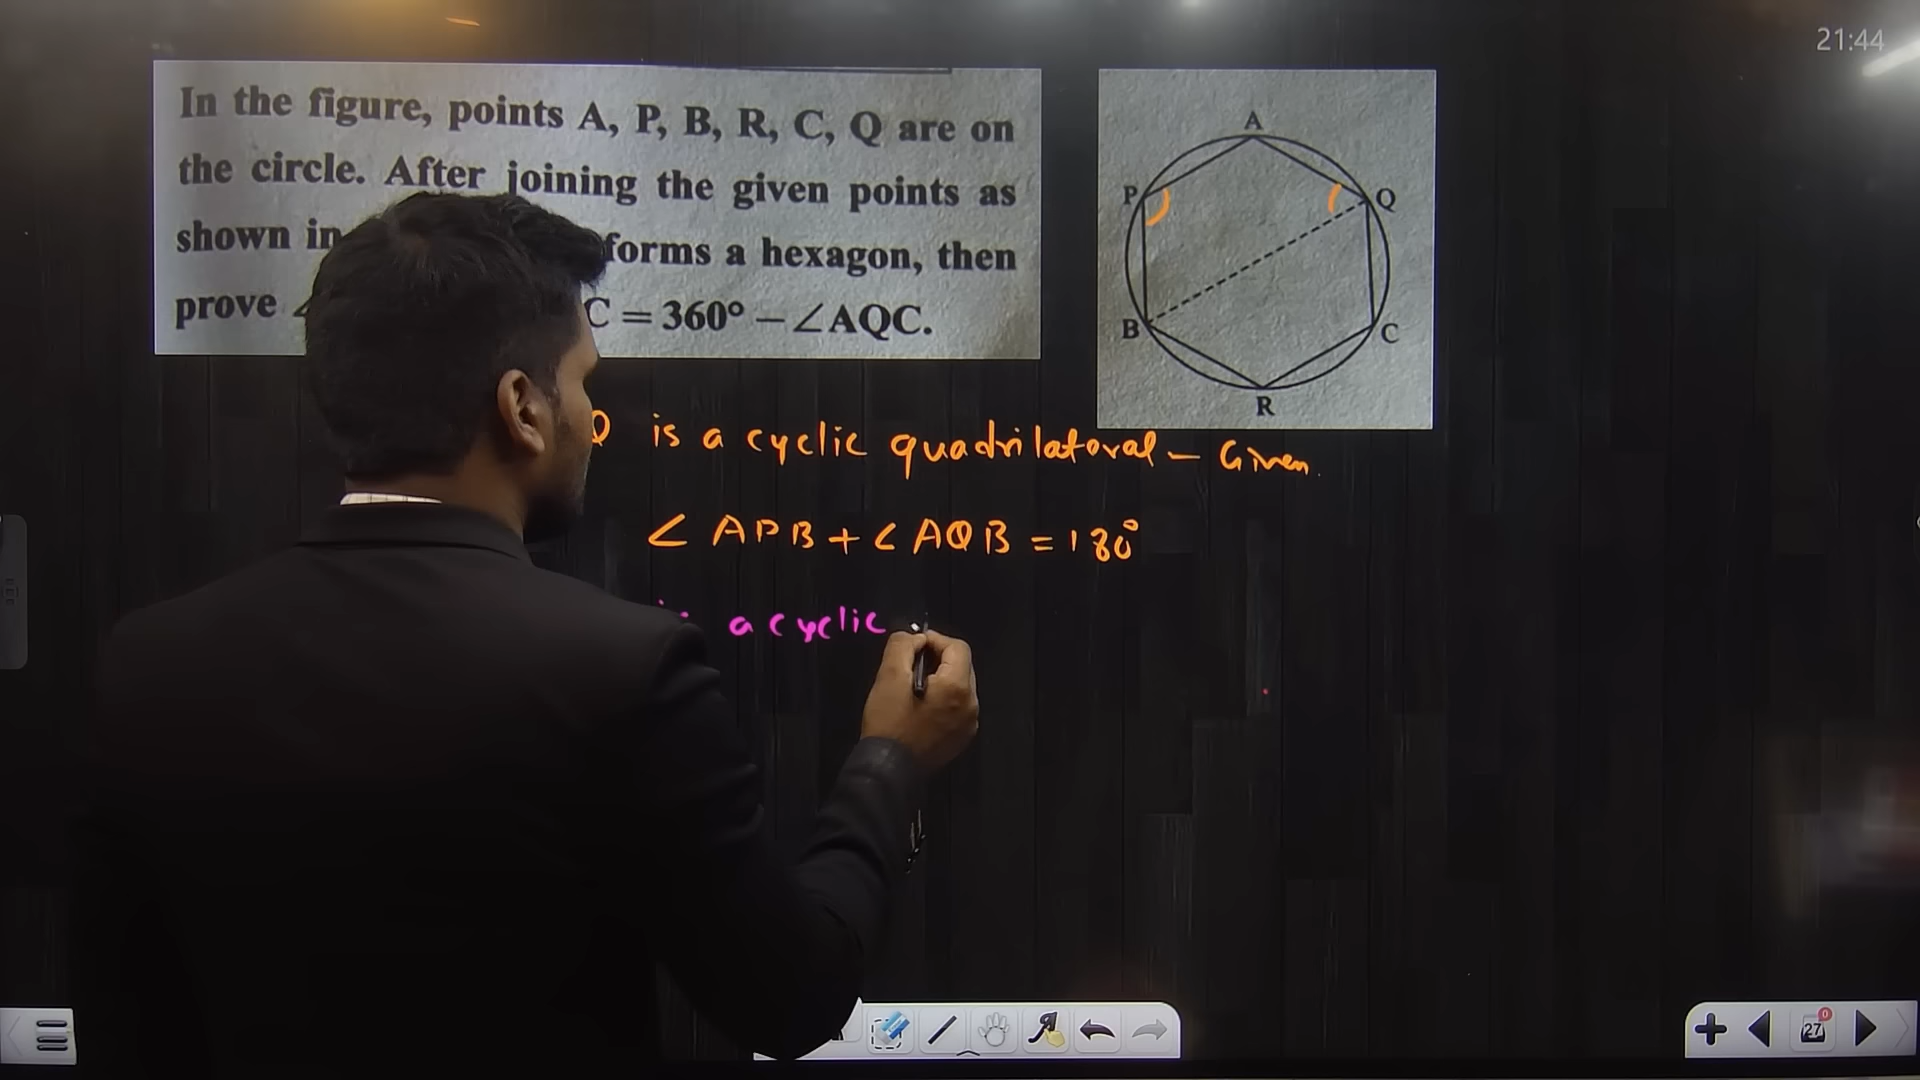 21:44
In the figure, points A, P, B, R, C, Q are on
the circle. After joining the given points as
shown in forms a hexagon, then
prove C = 360° – ∠AQC.
A
P
Q
B
C
R
Q is a cyclic quadrilatoral – Given.
∠ APB + ∠ AQB = 180°
a cyclic
27
0